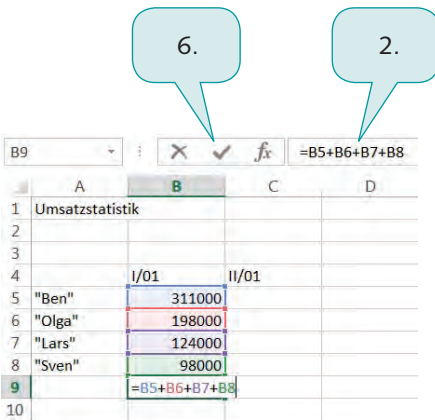 6. 2.
B9 fx =B5+B6+B7+B8
A B C D
1 Umsatzstatistik
2
3
4 I/01 II/01
5 "Ben" 311000
6 "Olga" 198000
7 "Lars" 124000
8 "Sven" 98000
9 =B5+B6+B7+B8
10